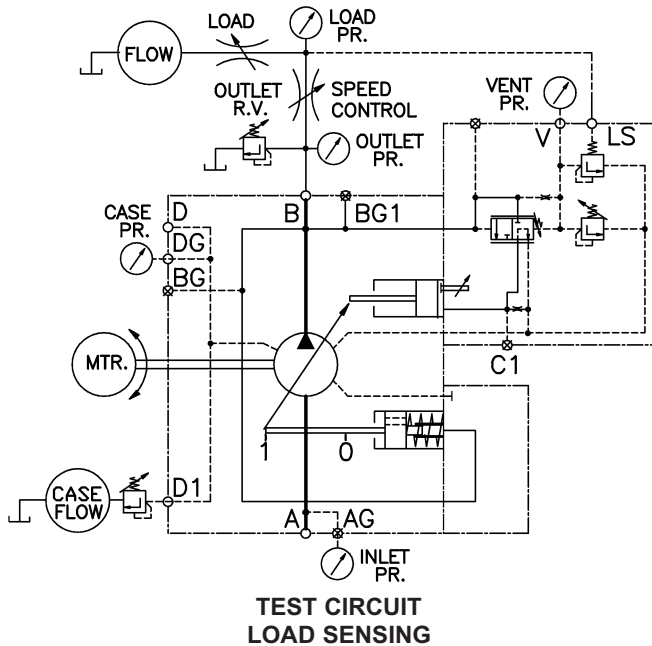 LOAD
LOAD
PR.
FLOW
OUTLET
R.V.
SPEED
CONTROL
VENT
PR.
OUTLET
PR.
V
LS
D
B
BG1
CASE
PR.
DG
BG
MTR.
C1
1
0
CASE
FLOW
D1
A
AG
INLET
PR.
TEST CIRCUIT
LOAD SENSING